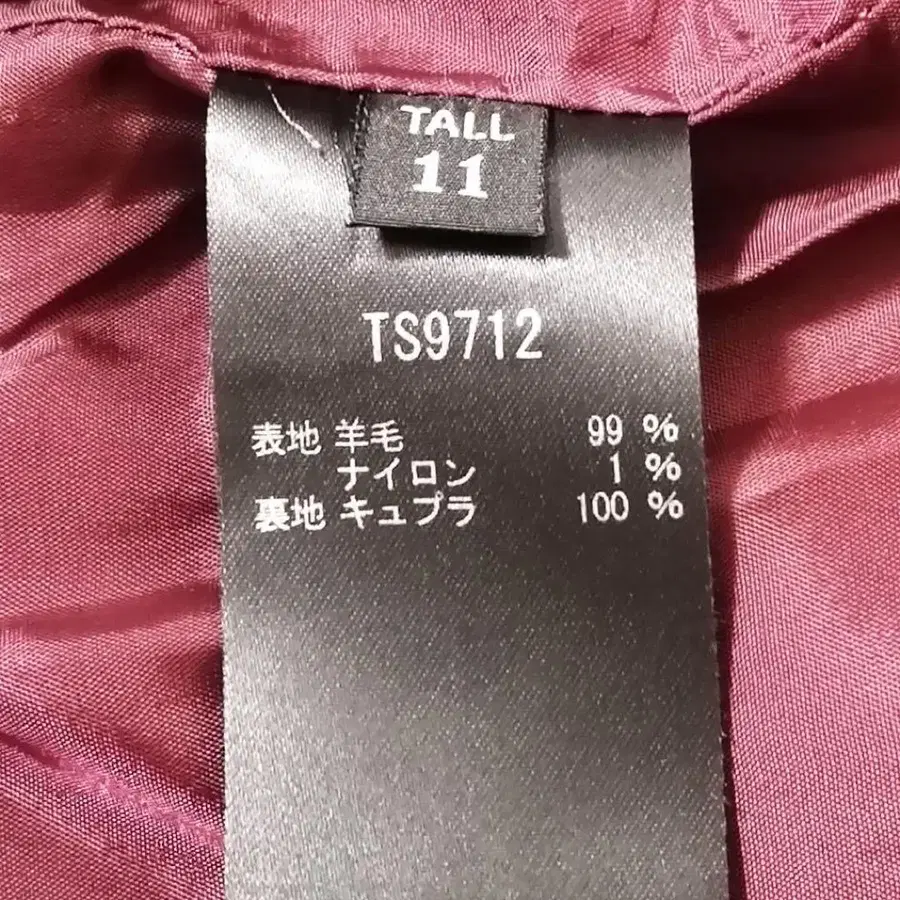 TALL
11
TS9712
表地 羊毛 99 %
ナイロン 1 %
裏地 キュプラ 100 %